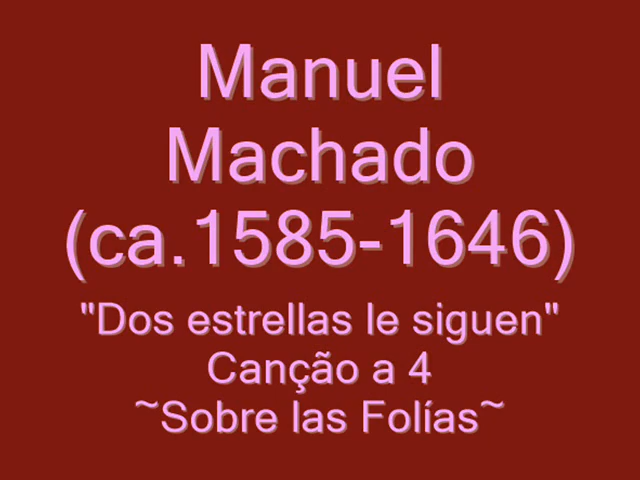 Manuel
Machado
(ca.1585-1646)
"Dos estrellas le siguen"
Canção a 4
~Sobre las Folías~